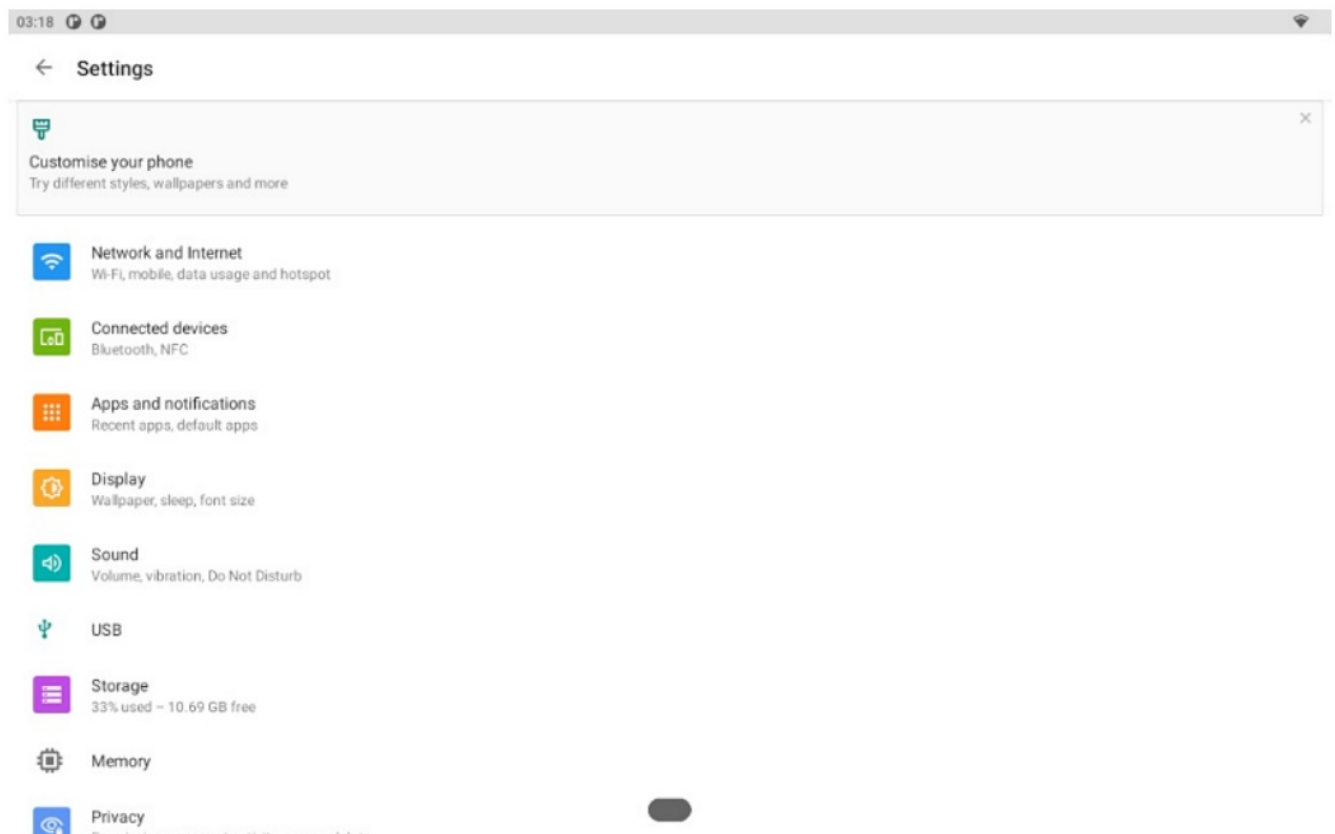 03:18
Settings
Customise your phone
Try different styles, wallpapers and more
Network and Internet
Wi-Fi, mobile, data usage and hotspot
Connected devices
Bluetooth, NFC
Apps and notifications
Recent apps, default apps
Display
Wallpaper, sleep, font size
Sound
Volume, vibration, Do Not Disturb
USB
Storage
33% used – 10.69 GB free
Memory
Privacy